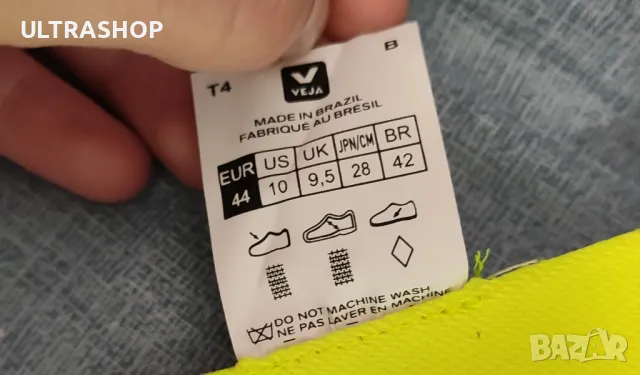 ULTRASHOP
T4
B
VEJA
MADE IN BRAZIL
FABRIQUE AU BRESIL
EUR US UK JPN/CM BR
44 10 9,5 28 42
DO NOT MACHINE WASH
NE PAS LAVER EN MACHINE
BAZAR